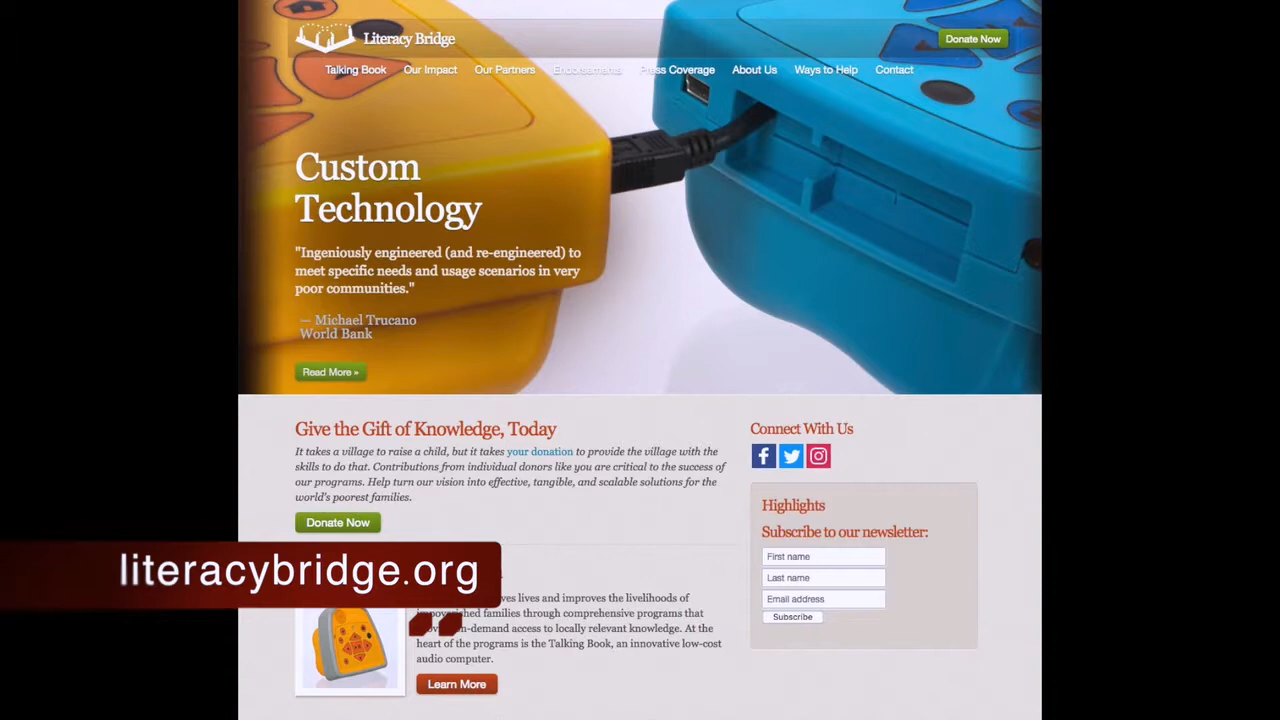 Literacy Bridge
Donate Now
Talking Book
Our Impact
Our Partners
Endorsements
Press Coverage
About Us
Ways to Help
Contact
Custom
Technology
"Ingeniously engineered (and re-engineered) to
meet specific needs and usage scenarios in very
poor communities."
— Michael Trucano
World Bank
Read More »
Give the Gift of Knowledge, Today
It takes a village to raise a child, but it takes your donation to provide the village with the
skills to do that. Contributions from individual donors like you are critical to the success of
our programs. Help turn our vision into effective, tangible, and scalable solutions for the
world's poorest families.
Donate Now
literacybridge.org
lives and improves the livelihoods of
families through comprehensive programs that
access to locally relevant knowledge. At the
heart of the programs is the Talking Book, an innovative low-cost
audio computer.
Learn More
Connect With Us
Highlights
Subscribe to our newsletter:
First name
Last name
Email address
Subscribe